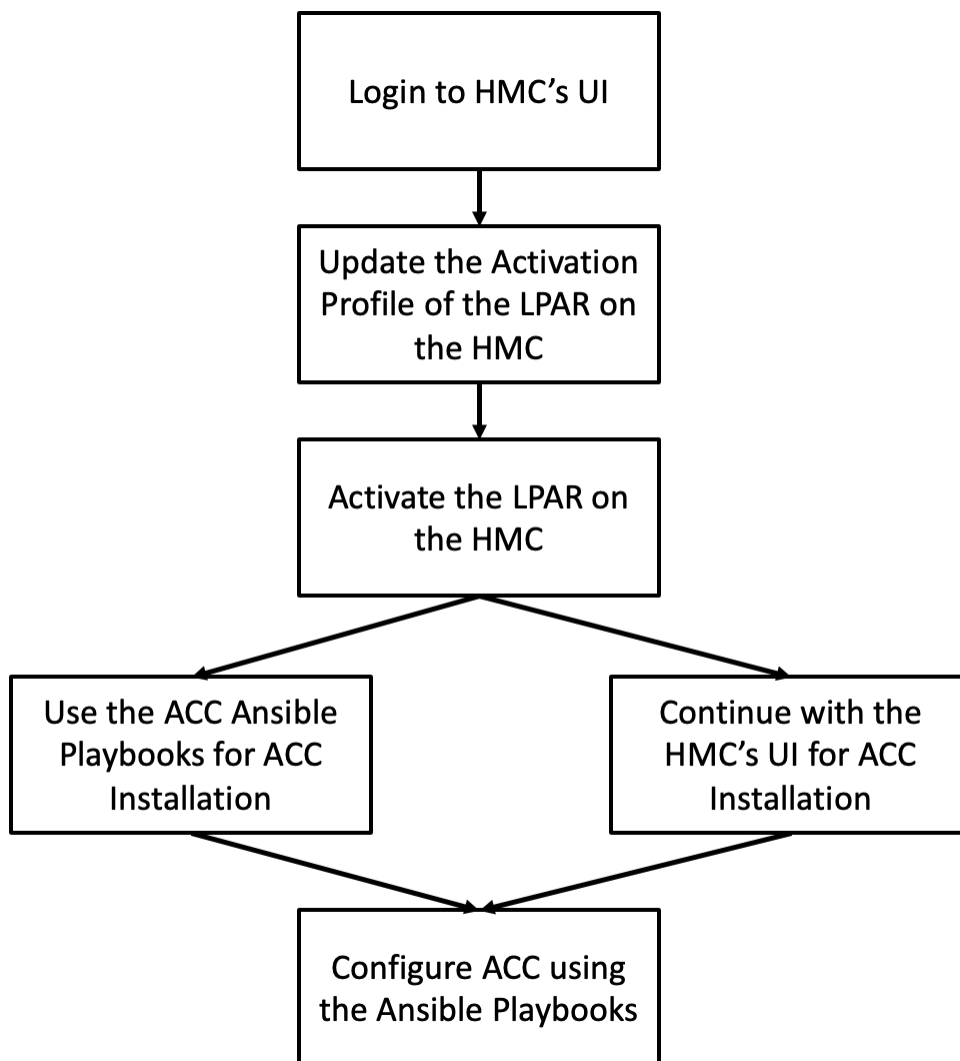 Login to HMC’s UI
Update the Activation
Profile of the LPAR on
the HMC
Activate the LPAR on
the HMC
Use the ACC Ansible
Playbooks for ACC
Installation
Continue with the
HMC’s UI for ACC
Installation
Configure ACC using
the Ansible Playbooks